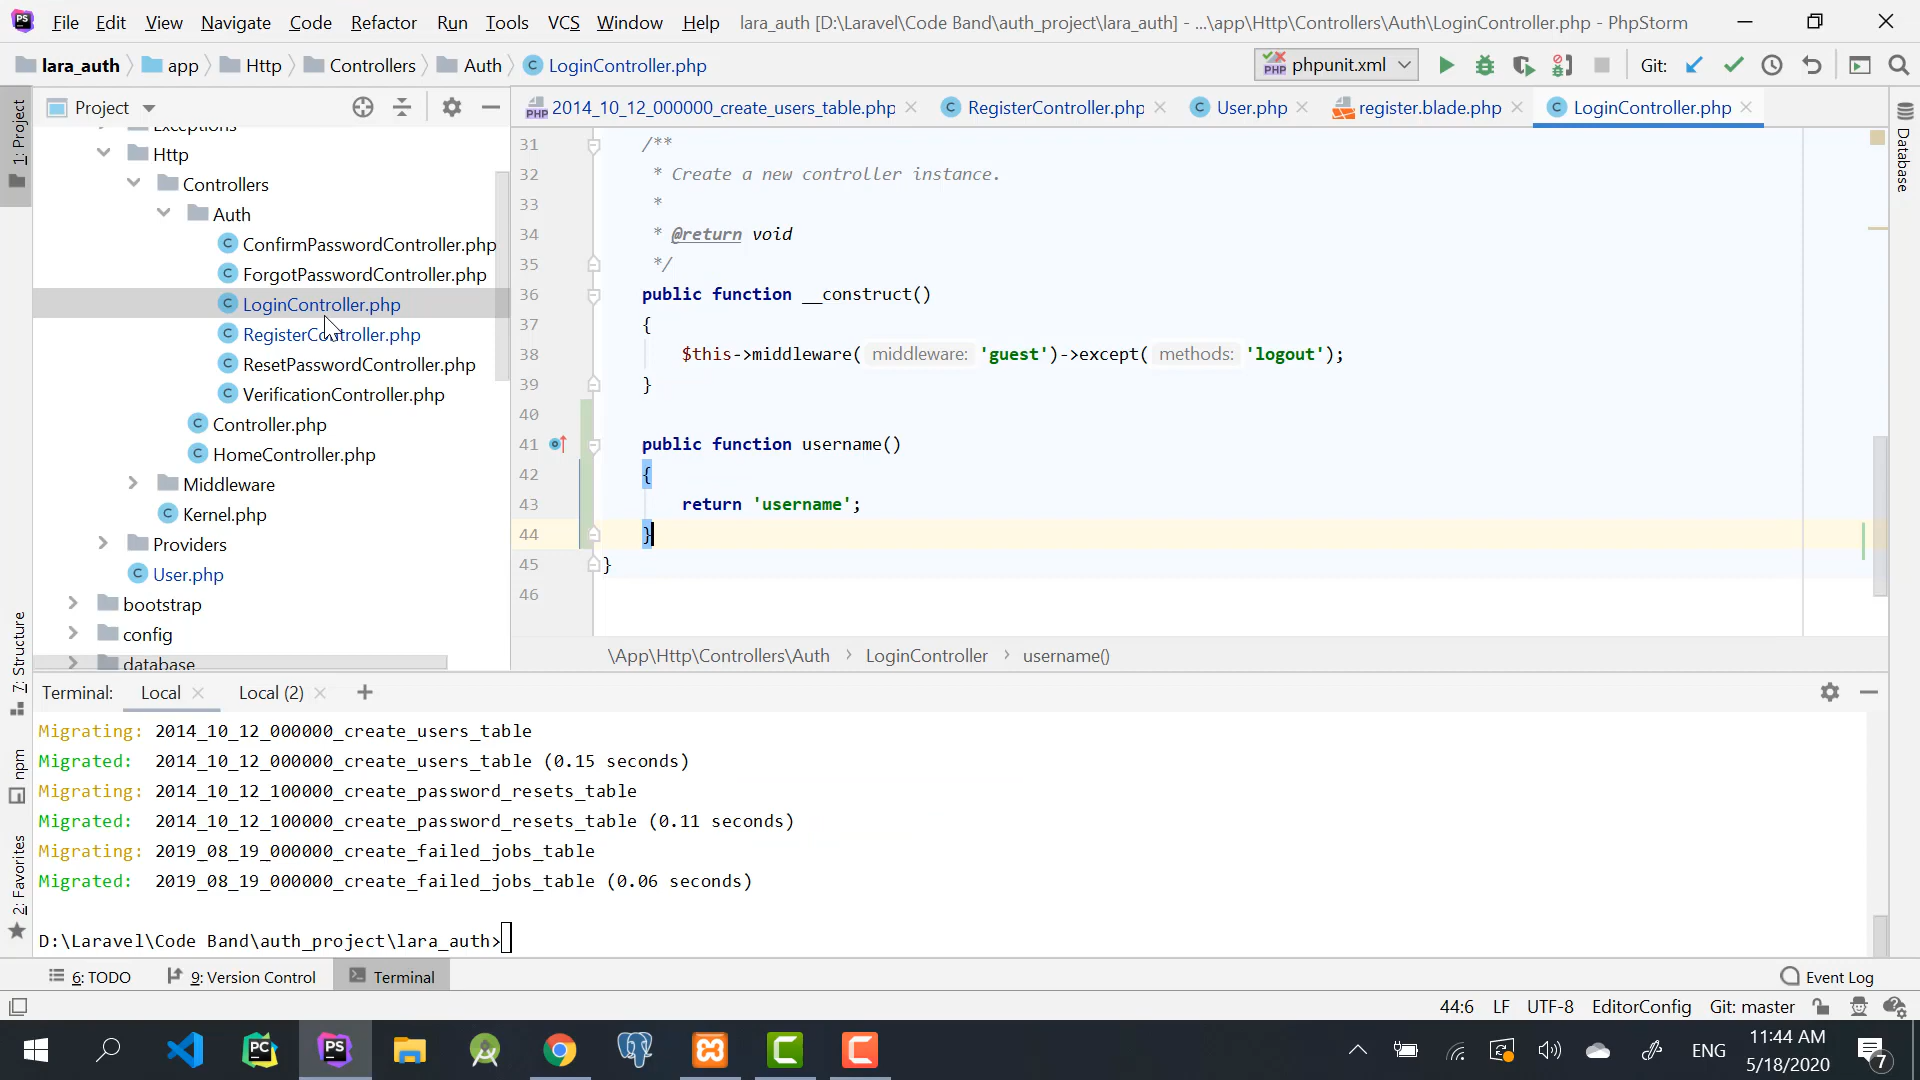 File Edit View Navigate Code Refactor Run Tools VCS Window Help lara_auth [D:\Laravel\Code Band\auth_project\lara_auth] - ...\app\Http\Controllers\Auth\LoginController.php - PhpStorm
lara_auth app Http Controllers Auth LoginController.php phpunit.xml Git:
Project 2014_10_12_000000_create_users_table.php RegisterController.php User.php register.blade.php LoginController.php
1: Project
7: Structure
npm
2: Favorites
Database
Exceptions
Http
Controllers
Auth
ConfirmPasswordController.php
ForgotPasswordController.php
LoginController.php
RegisterController.php
ResetPasswordController.php
VerificationController.php
Controller.php
HomeController.php
Middleware
Kernel.php
Providers
User.php
bootstrap
config
database
31 /**
32 * Create a new controller instance.
33 *
34 * @return void
35 */
36 public function __construct()
37 {
38 $this->middleware( middleware: 'guest')->except( methods: 'logout');
39 }
40
41 public function username()
42 {
43 return 'username';
44 }
45 }
46
\App\Http\Controllers\Auth › LoginController › username()
Terminal: Local Local (2)
Migrating: 2014_10_12_000000_create_users_table
Migrated: 2014_10_12_000000_create_users_table (0.15 seconds)
Migrating: 2014_10_12_100000_create_password_resets_table
Migrated: 2014_10_12_100000_create_password_resets_table (0.11 seconds)
Migrating: 2019_08_19_000000_create_failed_jobs_table
Migrated: 2019_08_19_000000_create_failed_jobs_table (0.06 seconds)
D:\Laravel\Code Band\auth_project\lara_auth>
6: TODO 9: Version Control Terminal Event Log
44:6 LF UTF-8 EditorConfig Git: master
ENG 11:44 AM
5/18/2020
7